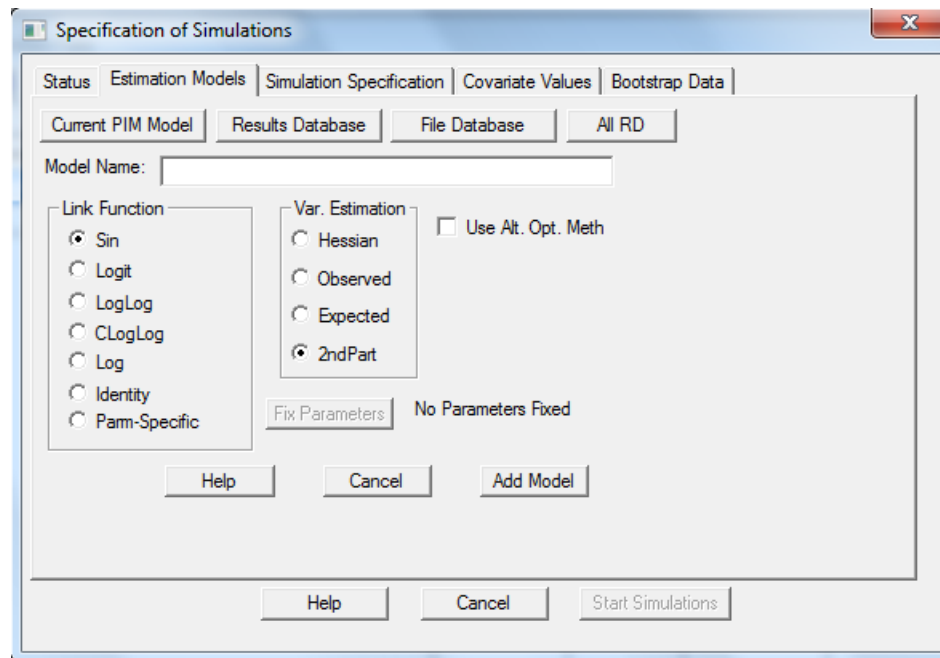 Specification of Simulations
X
Status Estimation Models Simulation Specification Covariate Values Bootstrap Data
Current PIM Model Results Database File Database All RD
Model Name:
Link Function
Sin
Logit
LogLog
CLogLog
Log
Identity
Parm-Specific
Var. Estimation
Hessian
Observed
Expected
2ndPart
Use Alt. Opt. Meth
Fix Parameters No Parameters Fixed
Help Cancel Add Model
Help Cancel Start Simulations